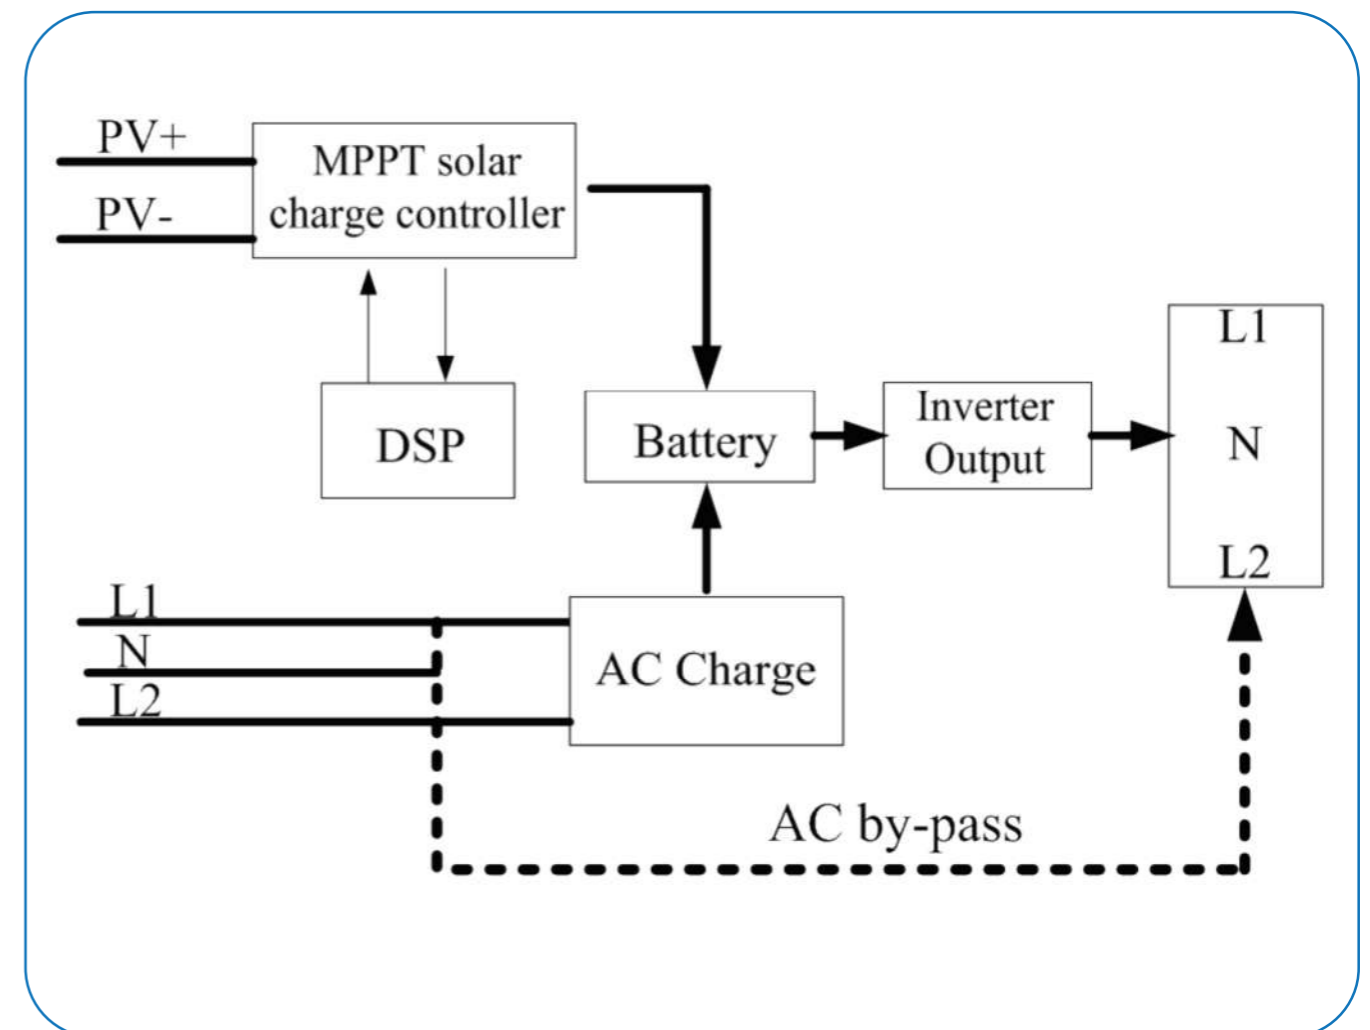 PV+
PV-
MPPT solar
charge controller
DSP
Battery
Inverter
Output
L1
N
L2
L1
N
L2
AC Charge
AC by-pass